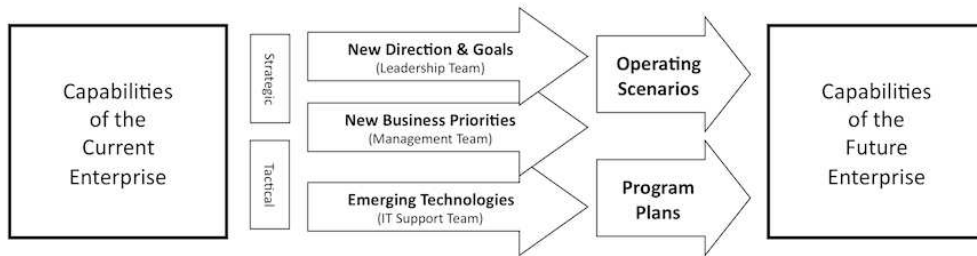 Capabilities
of the
Current
Enterprise
Strategic
Tactical
New Direction & Goals
(Leadership Team)
New Business Priorities
(Management Team)
Emerging Technologies
(IT Support Team)
Operating
Scenarios
Program
Plans
Capabilities
of the
Future
Enterprise